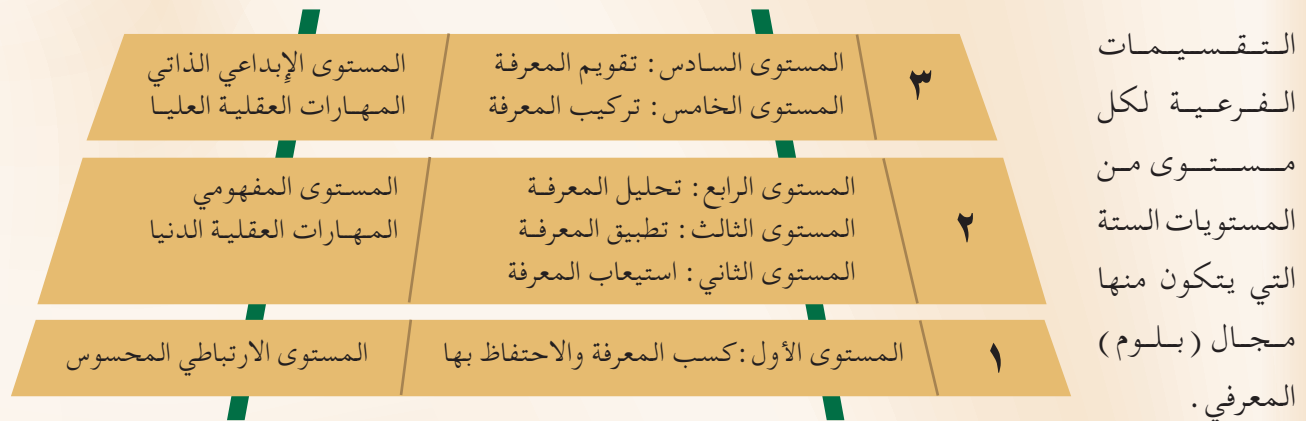 التقسيمات
الفرعية لكل
مستوى من
المستويات الستة
التي يتكون منها
مجال (بلوم)
المعرفي.
٣
المستوى السادس: تقويم المعرفة
المستوى الخامس: تركيب المعرفة
المستوى الإبداعي الذاتي
المهارات العقلية العليا
٢
المستوى الرابع: تحليل المعرفة
المستوى الثالث: تطبيق المعرفة
المستوى الثاني: استيعاب المعرفة
المستوى المفهومي
المهارات العقلية الدنيا
١
المستوى الأول: كسب المعرفة والاحتفاظ بها
المستوى الارتباطي المحسوس